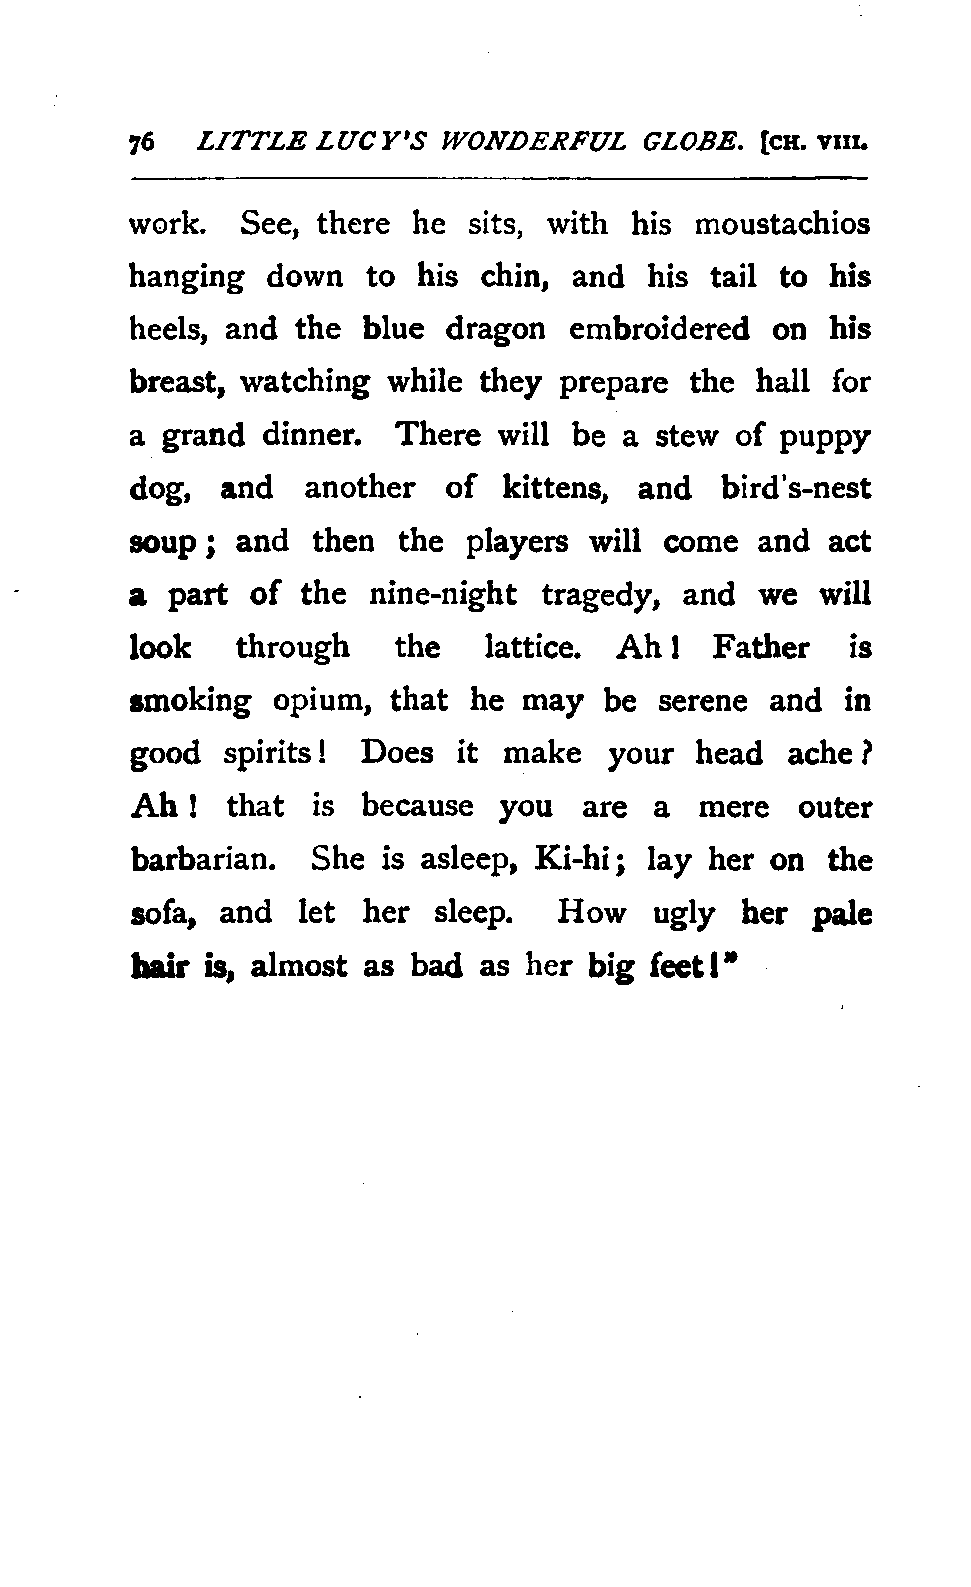 76 LITTLE LUCY'S WONDERFUL GLOBE. [CH. VIII.
work. See, there he sits, with his moustachios
hanging down to his chin, and his tail to his
heels, and the blue dragon embroidered on his
breast, watching while they prepare the hall for
a grand dinner. There will be a stew of puppy
dog, and another of kittens, and bird's-nest
soup; and then the players will come and act
a part of the nine-night tragedy, and we will
look through the lattice. Ah! Father is
smoking opium, that he may be serene and in
good spirits! Does it make your head ache?
Ah! that is because you are a mere outer
barbarian. She is asleep, Ki-hi; lay her on the
sofa, and let her sleep. How ugly her pale
hair is, almost as bad as her big feet!"